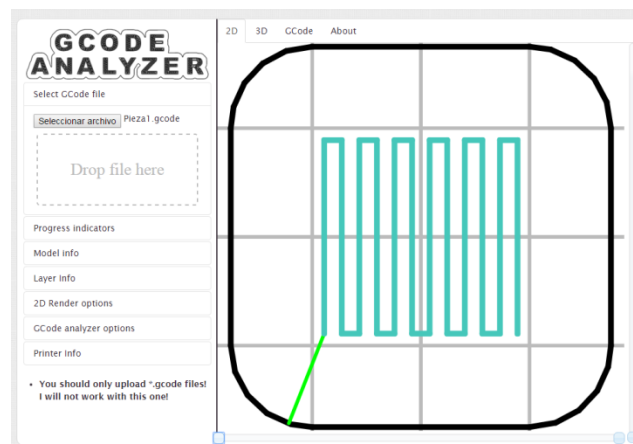 GCODE
ANALYZER
Select GCode file
Seleccionar archivo Pieza1.gcode
Drop file here
Progress indicators
Model info
Layer Info
2D Render options
GCode analyzer options
Printer Info
• You should only upload *.gcode files!
I will not work with this one!
2D 3D GCode About